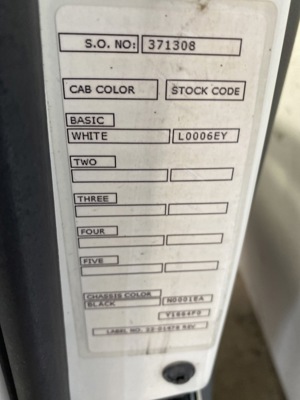 S.O. NO: 371308
CAB COLOR STOCK CODE
BASIC
WHITE L0006EY
TWO
THREE
FOUR
FIVE
CHASSIS COLOR
BLACK N0001EA
LABEL NO.